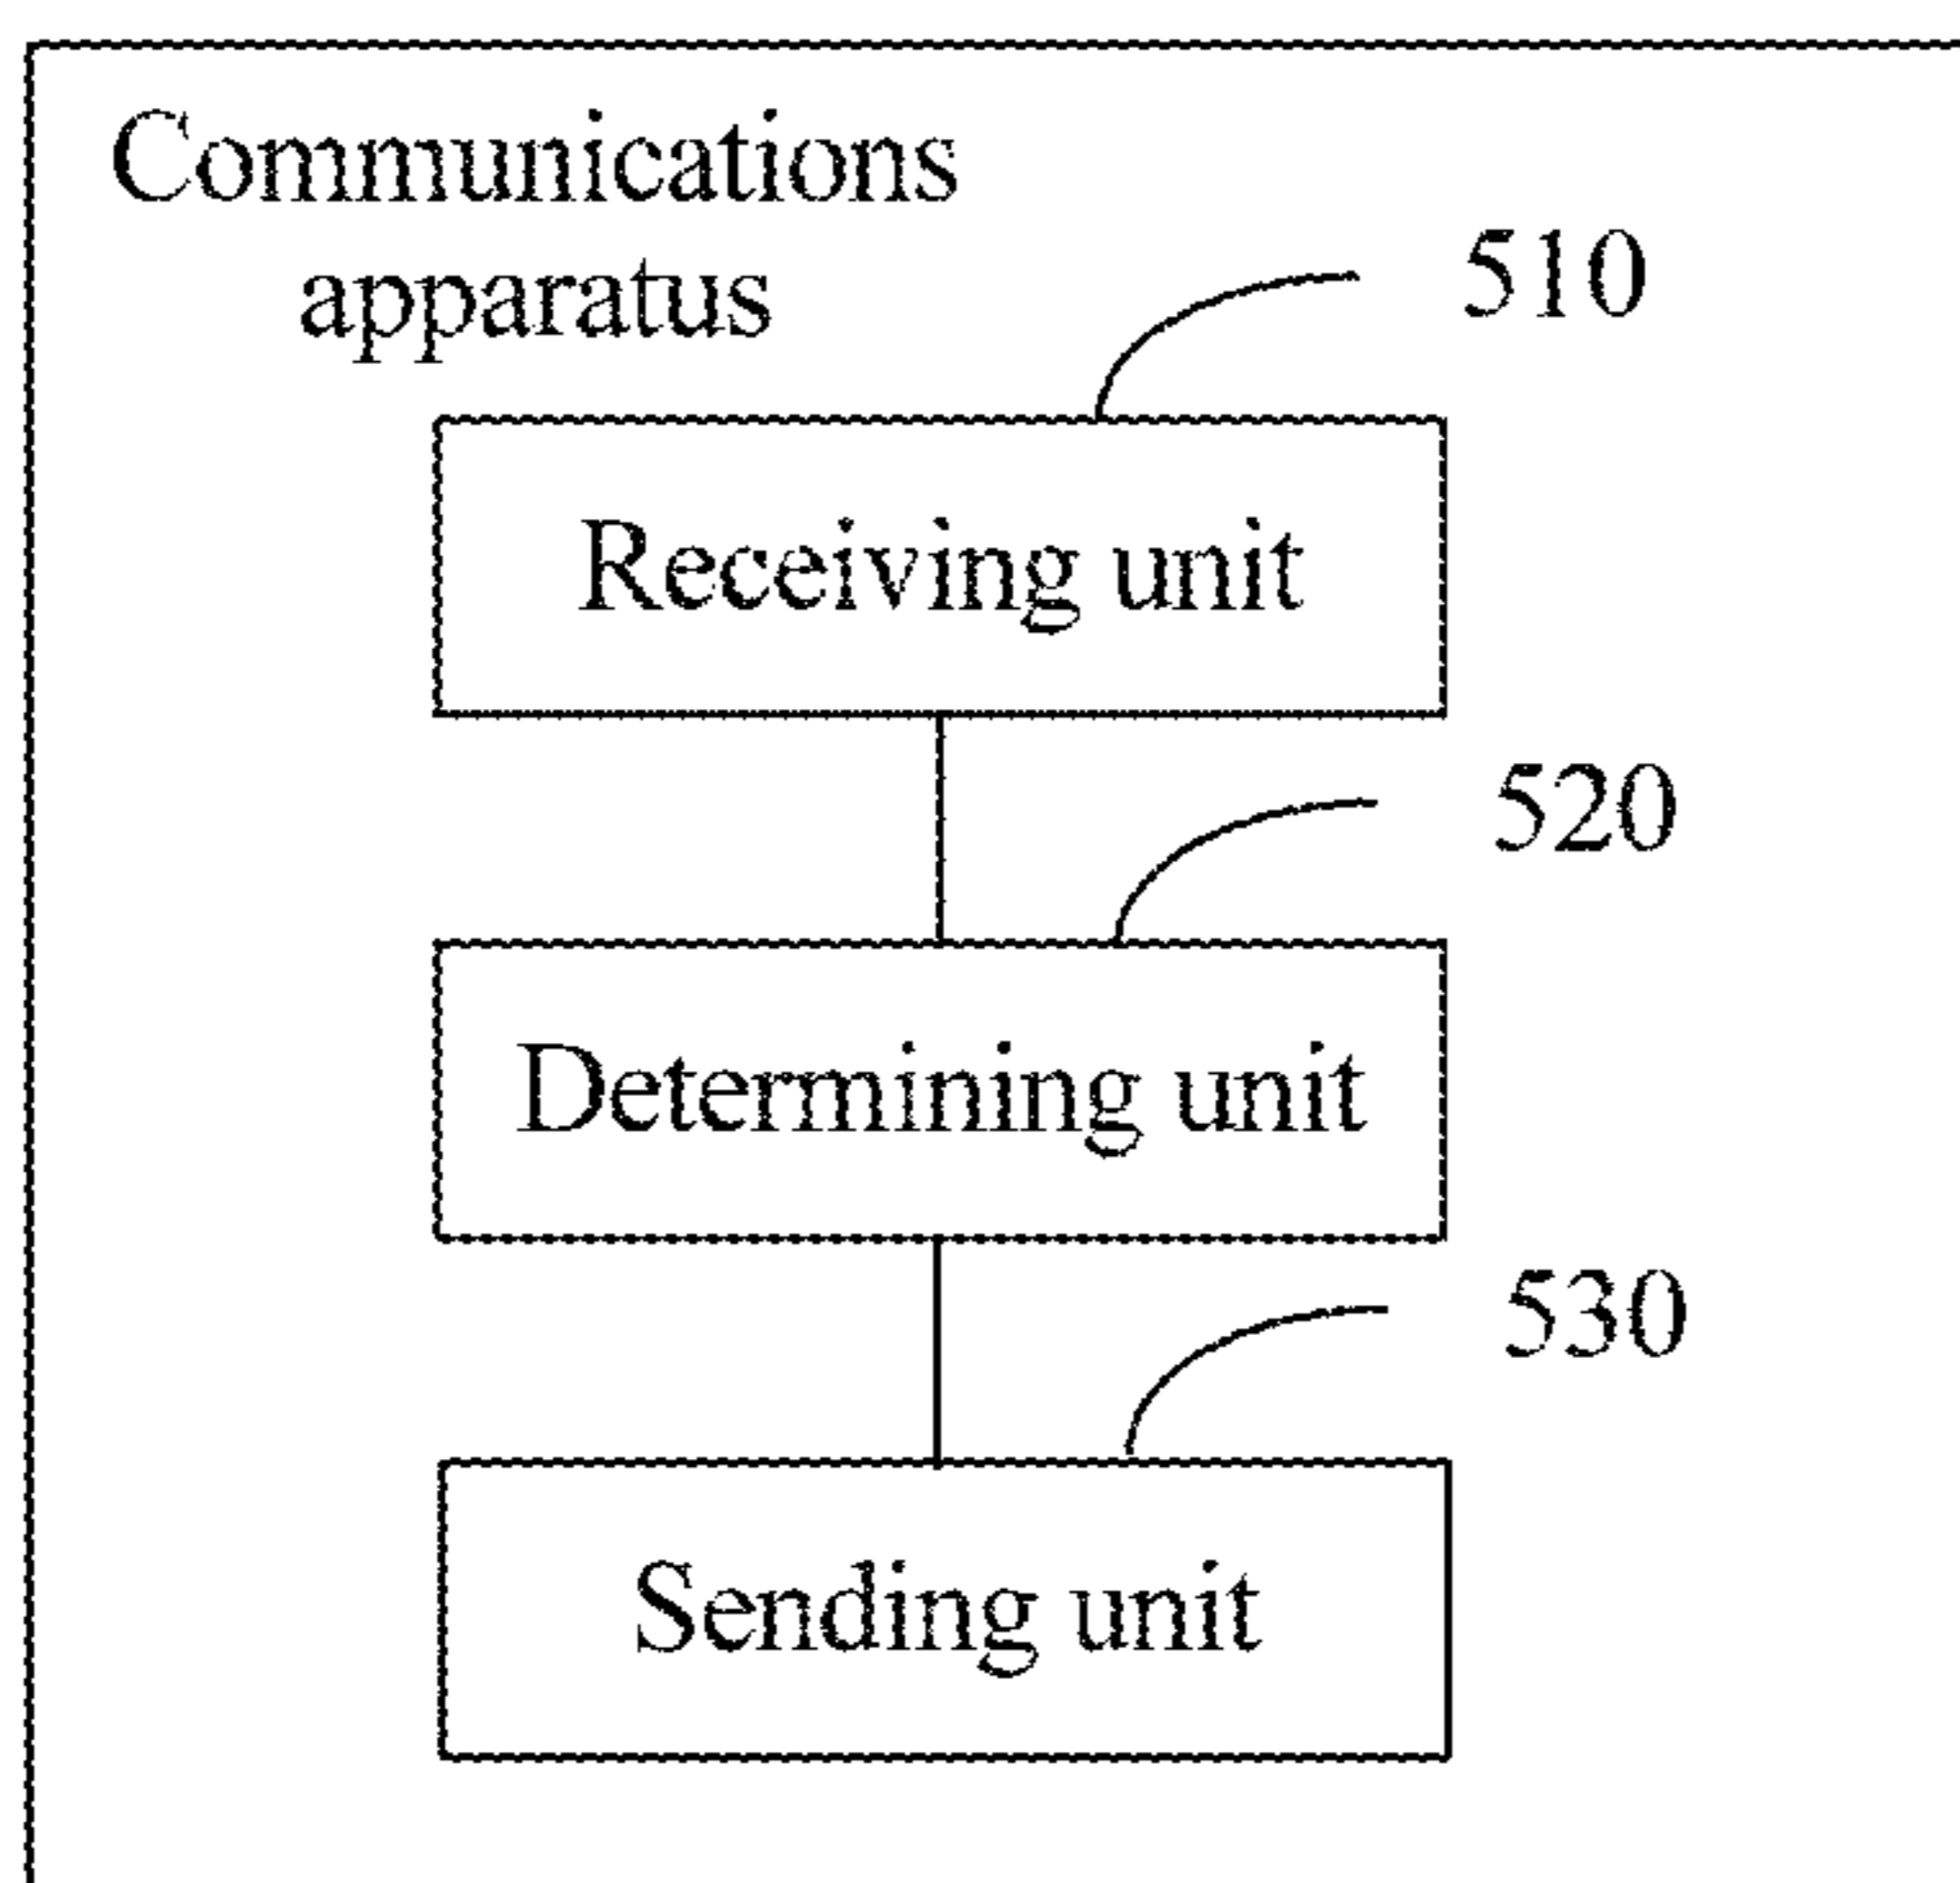 Communications
apparatus
510
Receiving unit
520
Determining unit
530
Sending unit